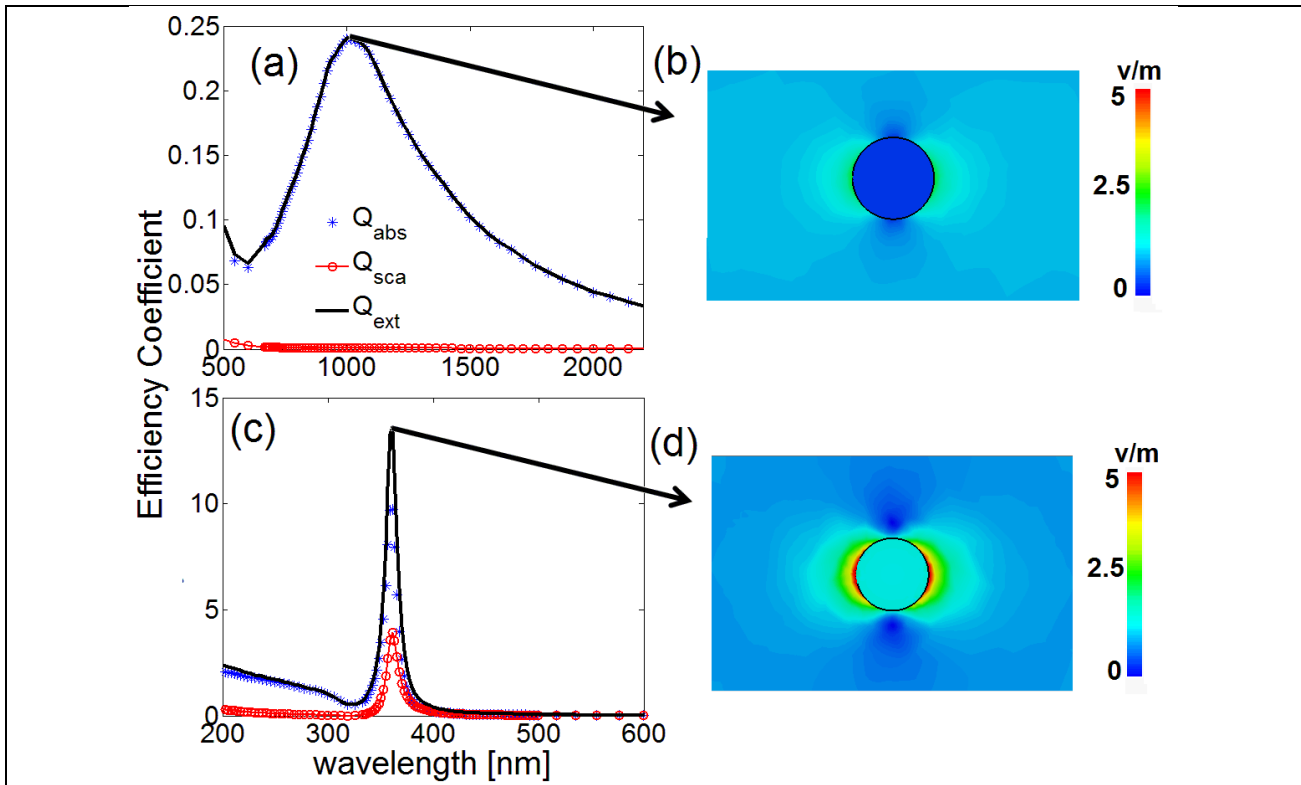 Efficiency Coefficient
(a)
0.25
0.2
0.15
0.1
0.05
0
Q_abs
Q_sca
Q_ext
500 1000 1500 2000
(b)
v/m
5
2.5
0
(c)
15
10
5
0
200 300 400 500 600
wavelength [nm]
(d)
v/m
5
2.5
0